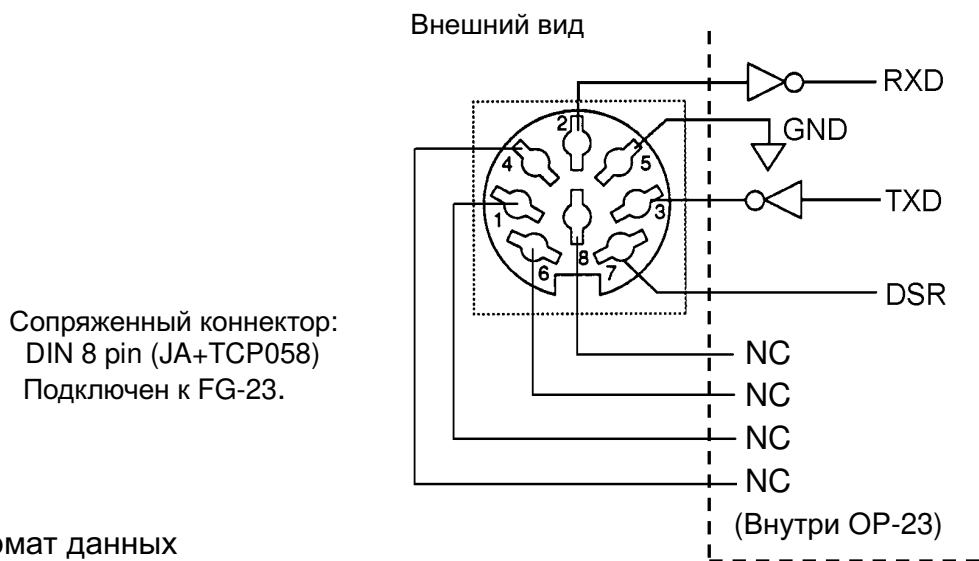 Внешний вид
RXD
2
GND
4
5
1
3
TXD
6
8
7
DSR
Сопряженный коннектор:
DIN 8 pin (JA+TCP058)
Подключен к FG-23.
NC
NC
NC
NC
(Внутри OP-23)
омат данных